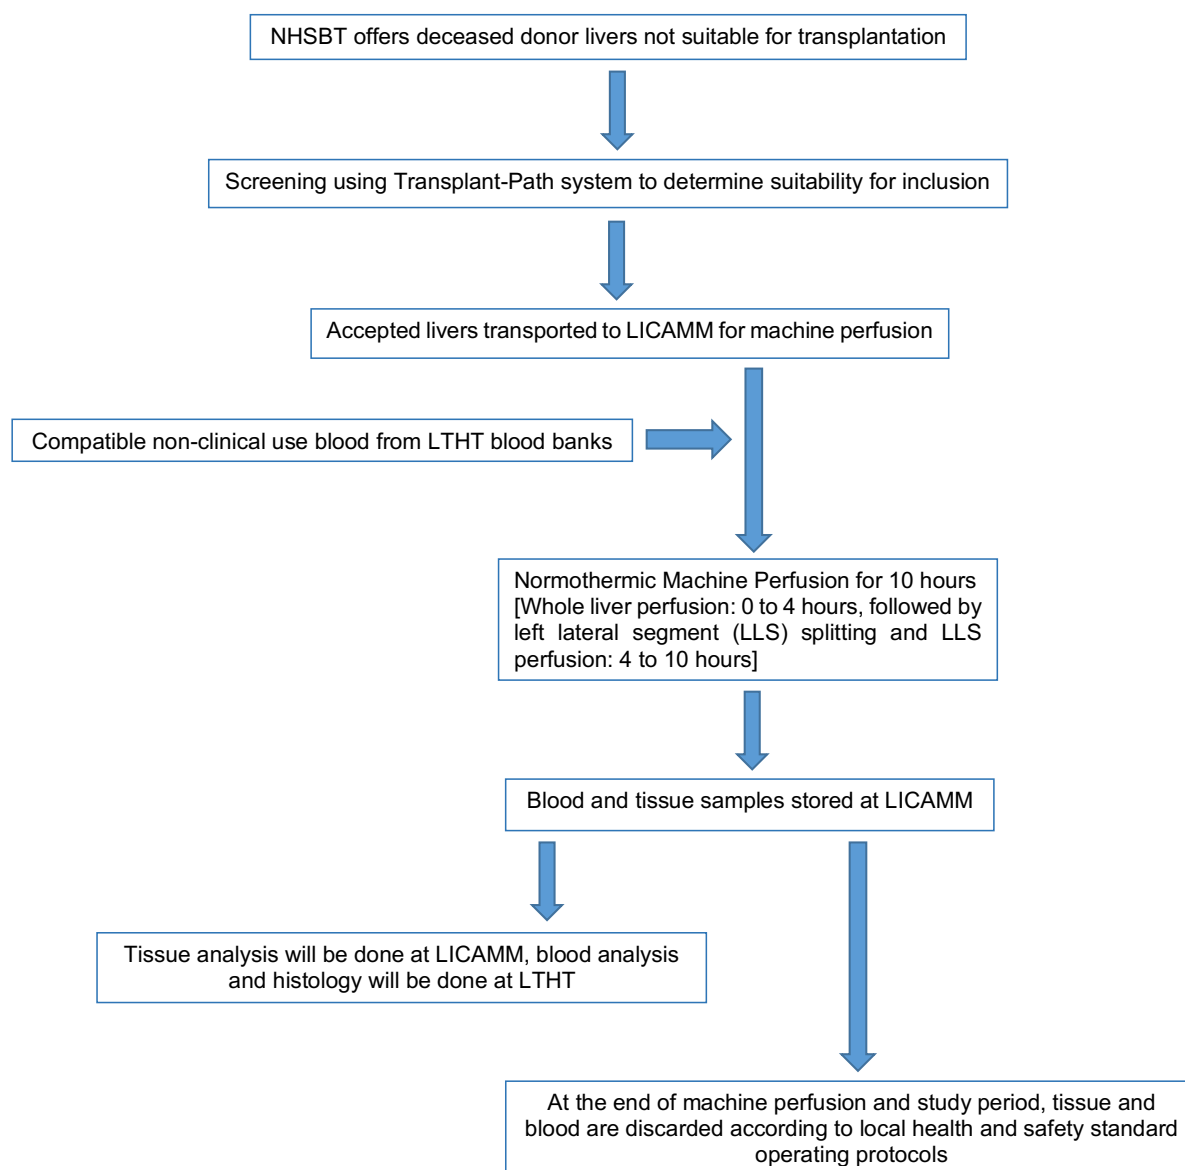 NHSBT offers deceased donor livers not suitable for transplantation
Screening using Transplant-Path system to determine suitability for inclusion
Accepted livers transported to LICAMM for machine perfusion
Compatible non-clinical use blood from LTHT blood banks
Normothermic Machine Perfusion for 10 hours
[Whole liver perfusion: 0 to 4 hours, followed by
left lateral segment (LLS) splitting and LLS
perfusion: 4 to 10 hours]
Blood and tissue samples stored at LICAMM
Tissue analysis will be done at LICAMM, blood analysis
and histology will be done at LTHT
At the end of machine perfusion and study period, tissue and
blood are discarded according to local health and safety standard
operating protocols